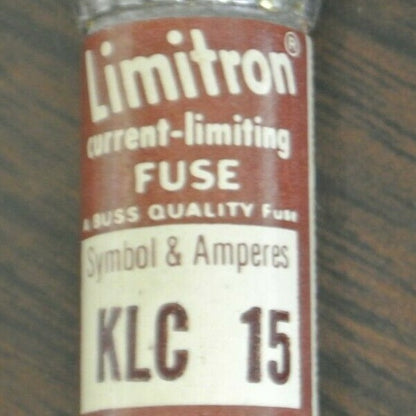 Limitron®
current-limiting
FUSE
A BUSS QUALITY Fuse
Symbol & Amperes
KLC 15